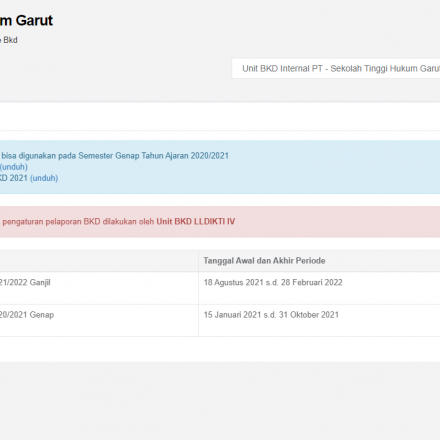 m Garut
e Bkd
Unit BKD Internal PT - Sekolah Tinggi Hukum Garut
bisa digunakan pada Semester Genap Tahun Ajaran 2020/2021
(unduh)
KD 2021 (unduh)
pengaturan pelaporan BKD dilakukan oleh Unit BKD LLDIKTI IV
Tanggal Awal dan Akhir Periode
21/2022 Ganjil
18 Agustus 2021 s.d. 28 Februari 2022
20/2021 Genap
15 Januari 2021 s.d. 31 Oktober 2021